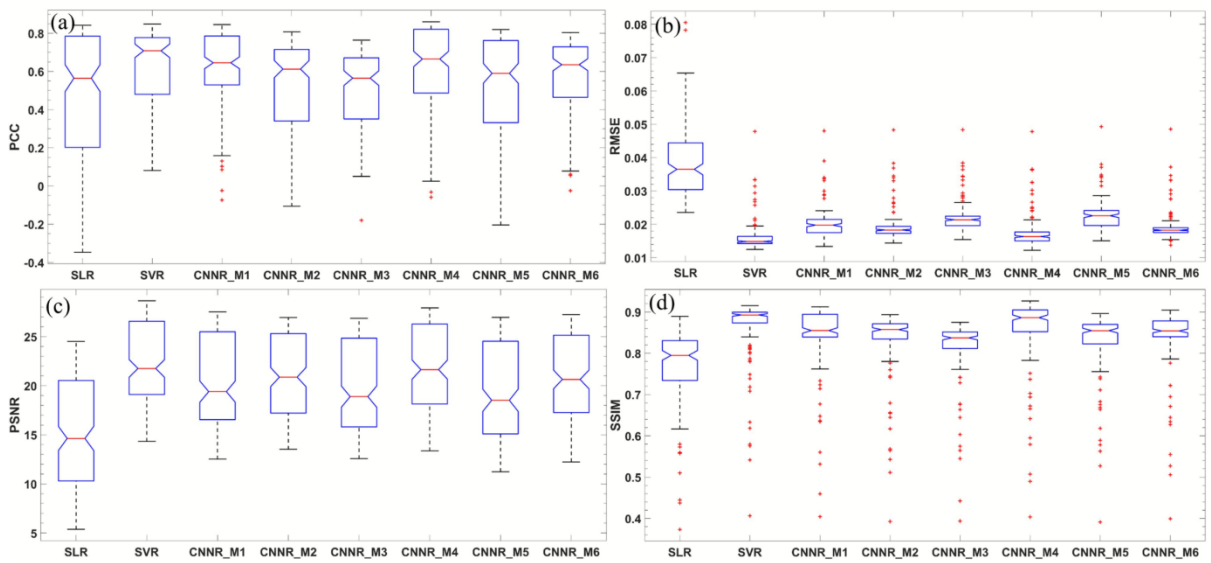 (a)
PCC
0.8
0.6
0.4
0.2
0
-0.2
-0.4
SLR SVR CNNR_M1 CNNR_M2 CNNR_M3 CNNR_M4 CNNR_M5 CNNR_M6
(b)
RMSE
0.08
0.07
0.06
0.05
0.04
0.03
0.02
0.01
SLR SVR CNNR_M1 CNNR_M2 CNNR_M3 CNNR_M4 CNNR_M5 CNNR_M6
(c)
PSNR
25
20
15
10
5
SLR SVR CNNR_M1 CNNR_M2 CNNR_M3 CNNR_M4 CNNR_M5 CNNR_M6
(d)
SSIM
0.9
0.8
0.7
0.6
0.5
0.4
SLR SVR CNNR_M1 CNNR_M2 CNNR_M3 CNNR_M4 CNNR_M5 CNNR_M6